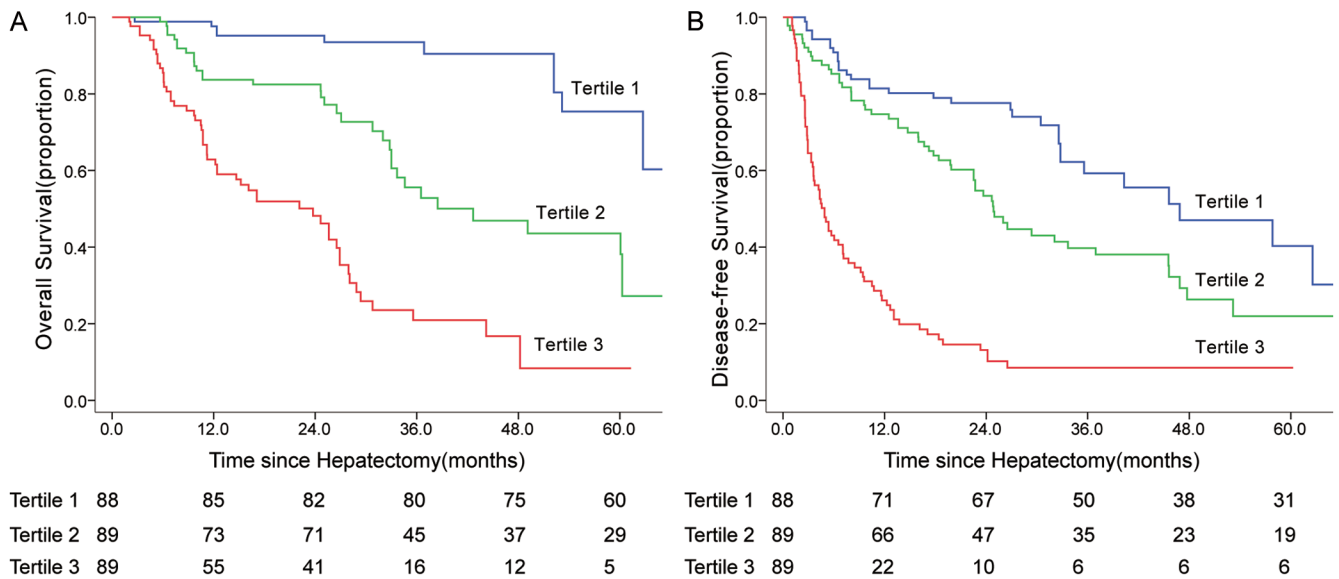 A
Overall Survival(proportion)
1.0
0.8
0.6
0.4
0.2
0.0
Tertile 1
Tertile 2
Tertile 3
0.0 12.0 24.0 36.0 48.0 60.0
Time since Hepatectomy(months)
Tertile 1 88 85 82 80 75 60
Tertile 2 89 73 71 45 37 29
Tertile 3 89 55 41 16 12 5
B
Disease-free Survival(proportion)
1.0
0.8
0.6
0.4
0.2
0.0
Tertile 1
Tertile 2
Tertile 3
0.0 12.0 24.0 36.0 48.0 60.0
Time since Hepatectomy(months)
Tertile 1 88 71 67 50 38 31
Tertile 2 89 66 47 35 23 19
Tertile 3 89 22 10 6 6 6